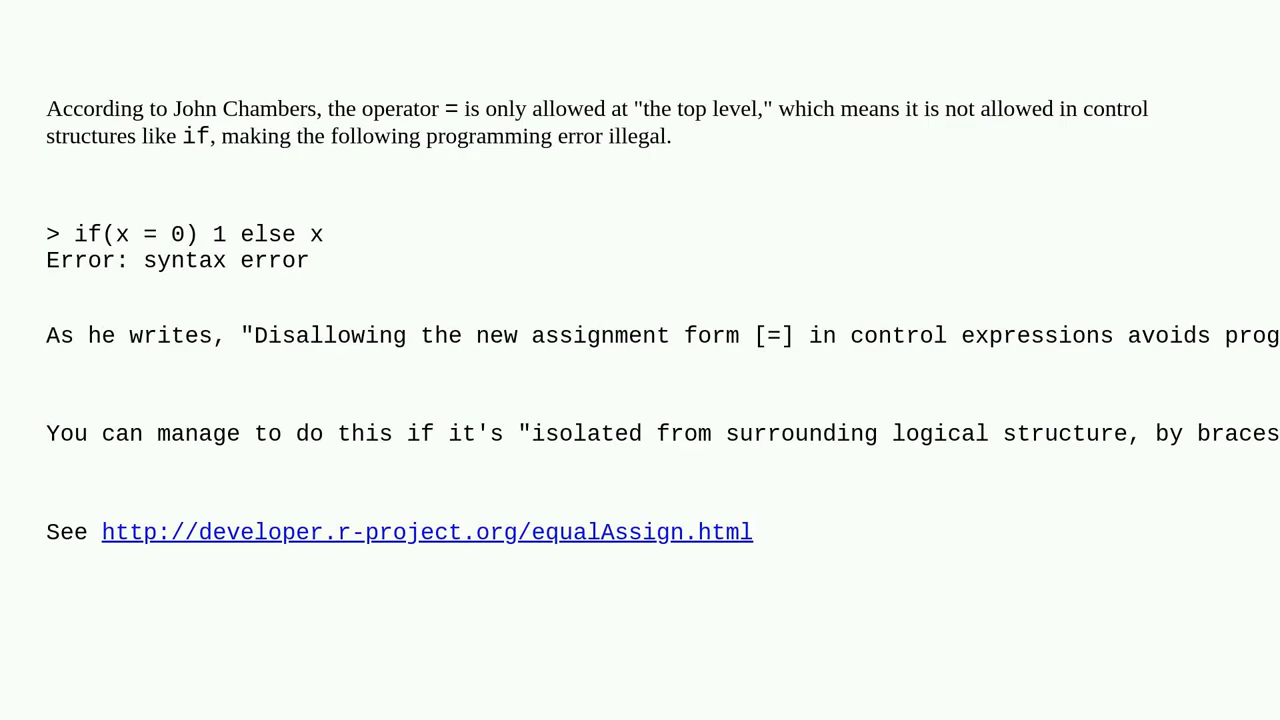 According to John Chambers, the operator = is only allowed at "the top level," which means it is not allowed in control
structures like if, making the following programming error illegal.
> if(x = 0) 1 else x
Error: syntax error
As he writes, "Disallowing the new assignment form [=] in control expressions avoids prog
You can manage to do this if it's "isolated from surrounding logical structure, by braces
See http://developer.r-project.org/equalAssign.html